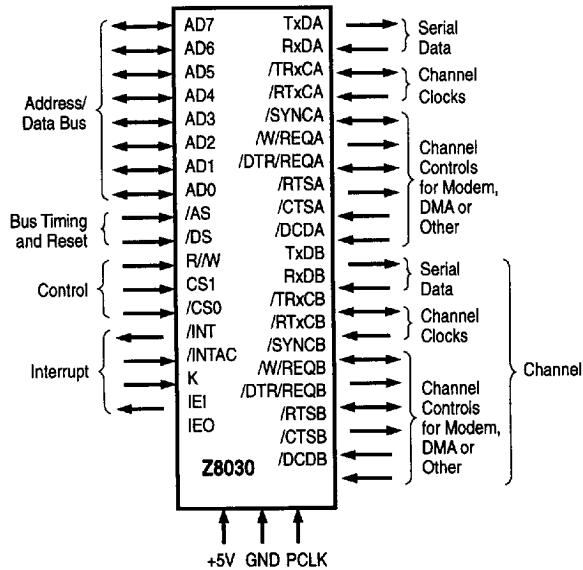 Address/
Data Bus
Bus Timing
and Reset
Control
Interrupt
AD7
AD6
AD5
AD4
AD3
AD2
AD1
AD0
/AS
/DS
R//W
CS1
/CS0
/INT
/INTAC
K
IEI
IEO
Z8030
TxDA
RxDA
/TRxCA
/RTxCA
/SYNCA
/W/REQA
/DTR/REQA
/RTSA
/CTSA
/DCDA
TxDB
RxDB
/TRxCB
/RTxCB
/SYNCB
/W/REQB
/DTR/REQB
/RTSB
/CTSB
/DCDB
Serial
Data
Channel
Clocks
Channel
Controls
for Modem,
DMA or
Other
Serial
Data
Channel
Clocks
Channel
Controls
for Modem,
DMA or
Other
Channel
+5V GND PCLK